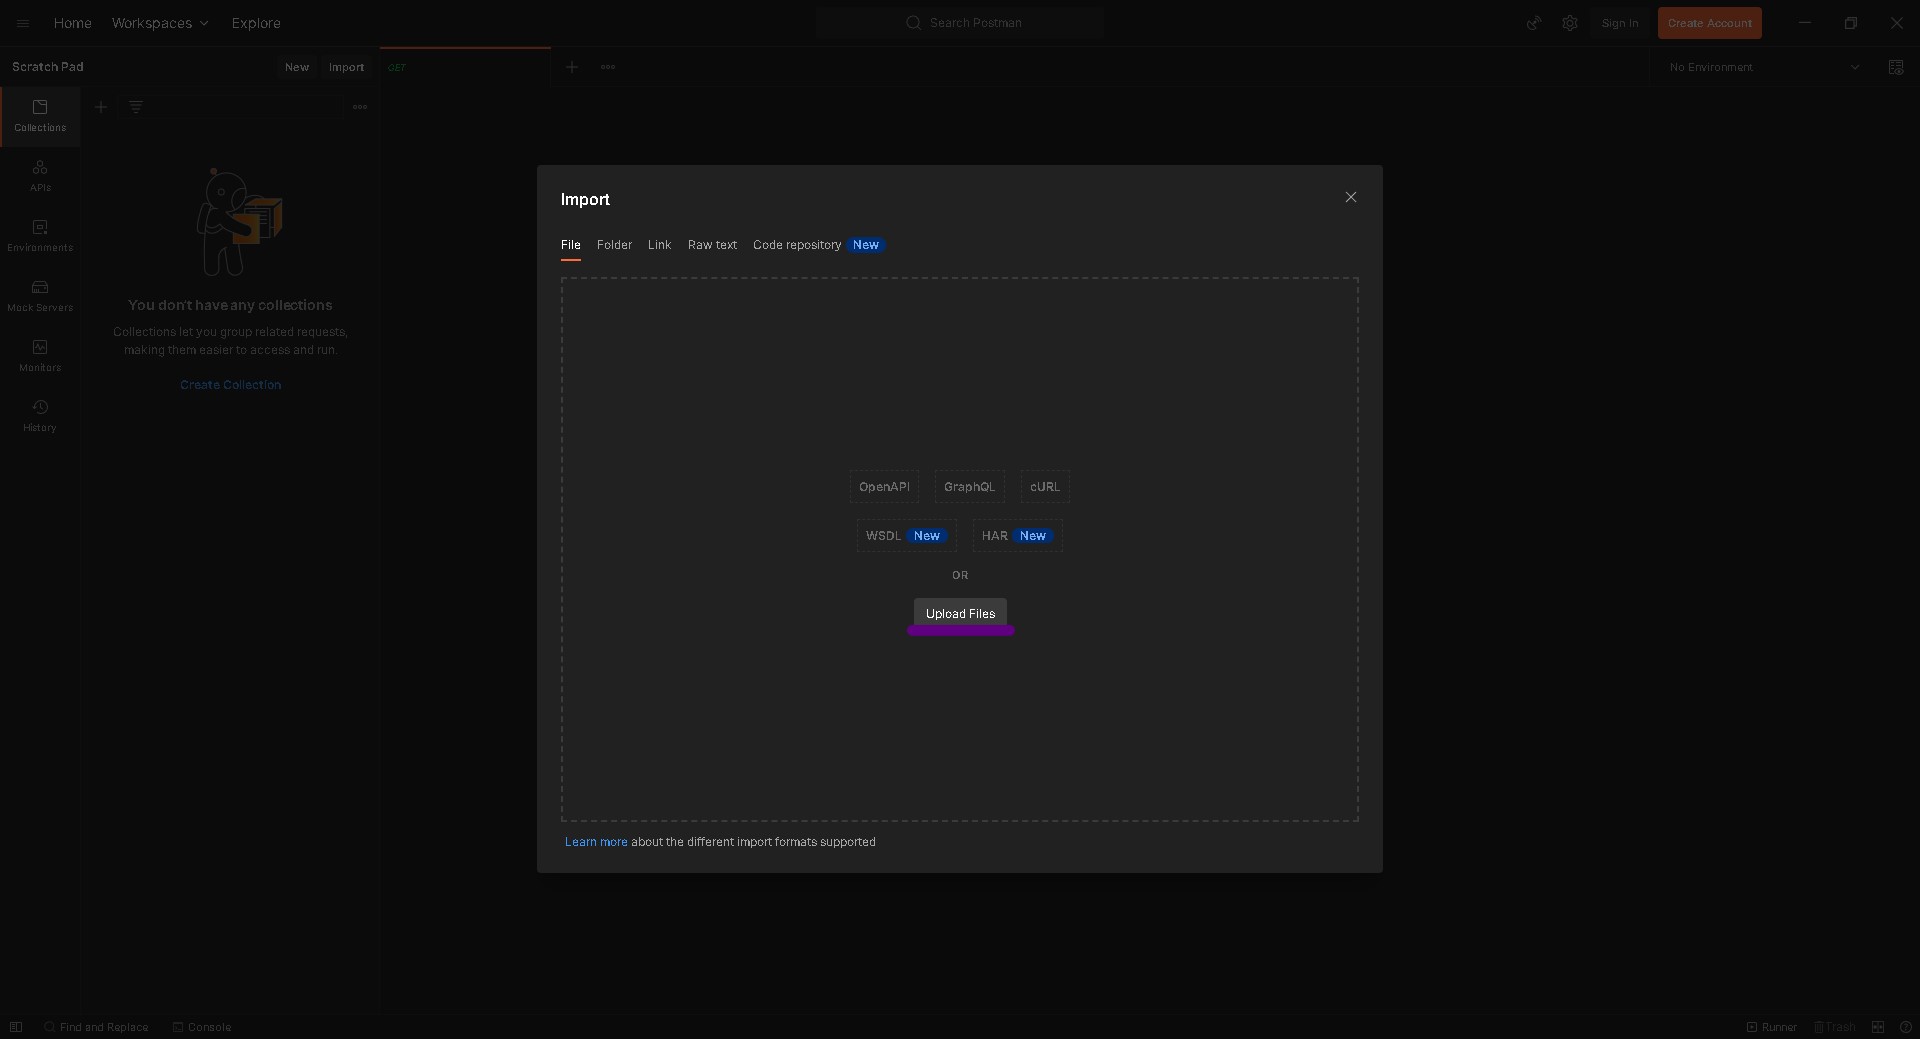 Home Workspaces Explore
Search Postman
Sign In
Create Account
Scratch Pad
New
Import
GET
No Environment
Collections
APIs
Environments
Mock Servers
Monitors
History
You don't have any collections
Collections let you group related requests,
making them easier to access and run.
Create Collection
Import
File Folder Link Raw text Code repository New
OpenAPI GraphQL cURL
WSDL New HAR New
OR
Upload Files
Learn more about the different import formats supported
Find and Replace Console
Runner Trash